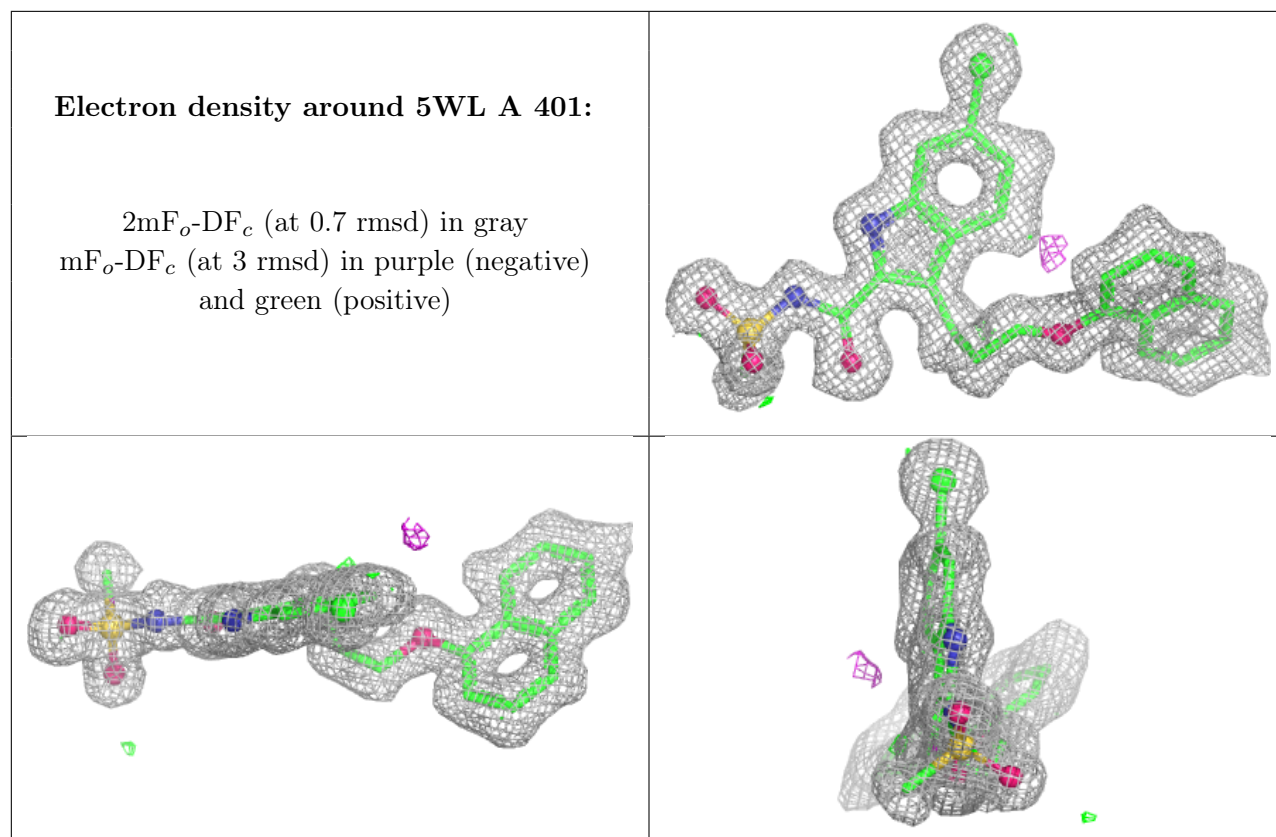 Electron density around 5WL A 401:
2mFₒ-DF𝒸 (at 0.7 rmsd) in gray
mFₒ-DF𝒸 (at 3 rmsd) in purple (negative)
and green (positive)